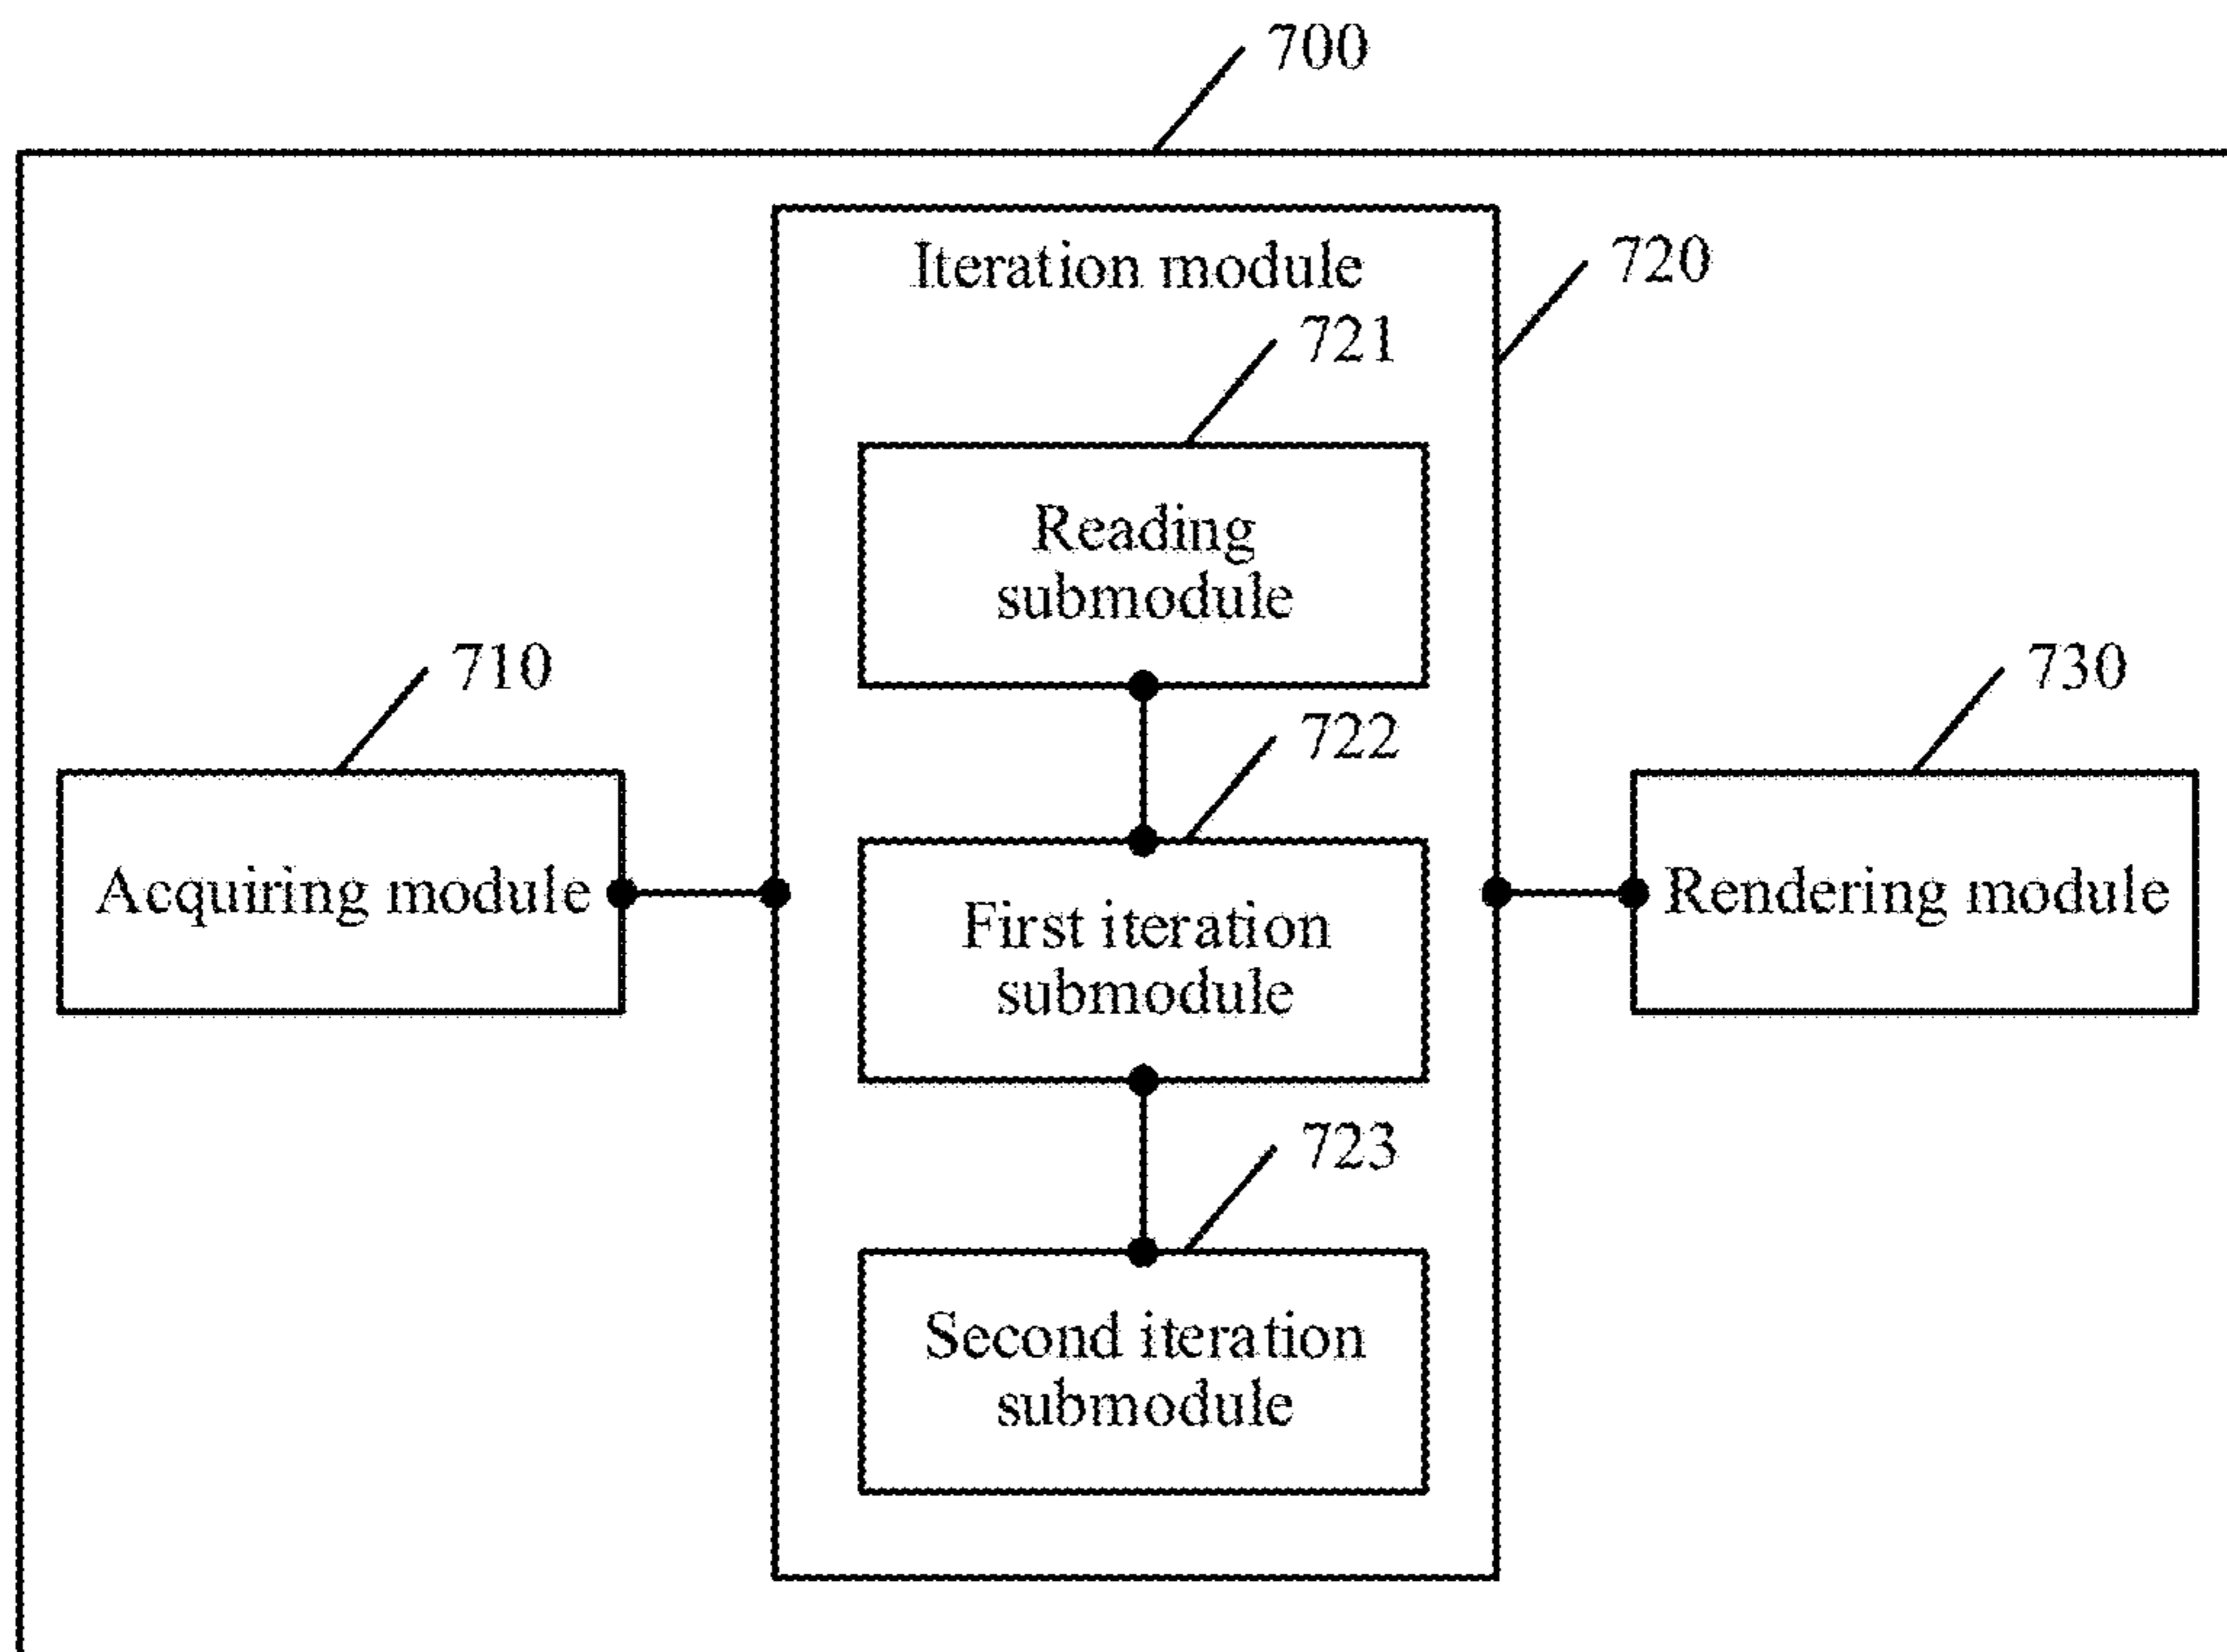 700
Iteration module
720
721
Reading
submodule
710
722
730
Acquiring module
First iteration
submodule
Rendering module
723
Second iteration
submodule